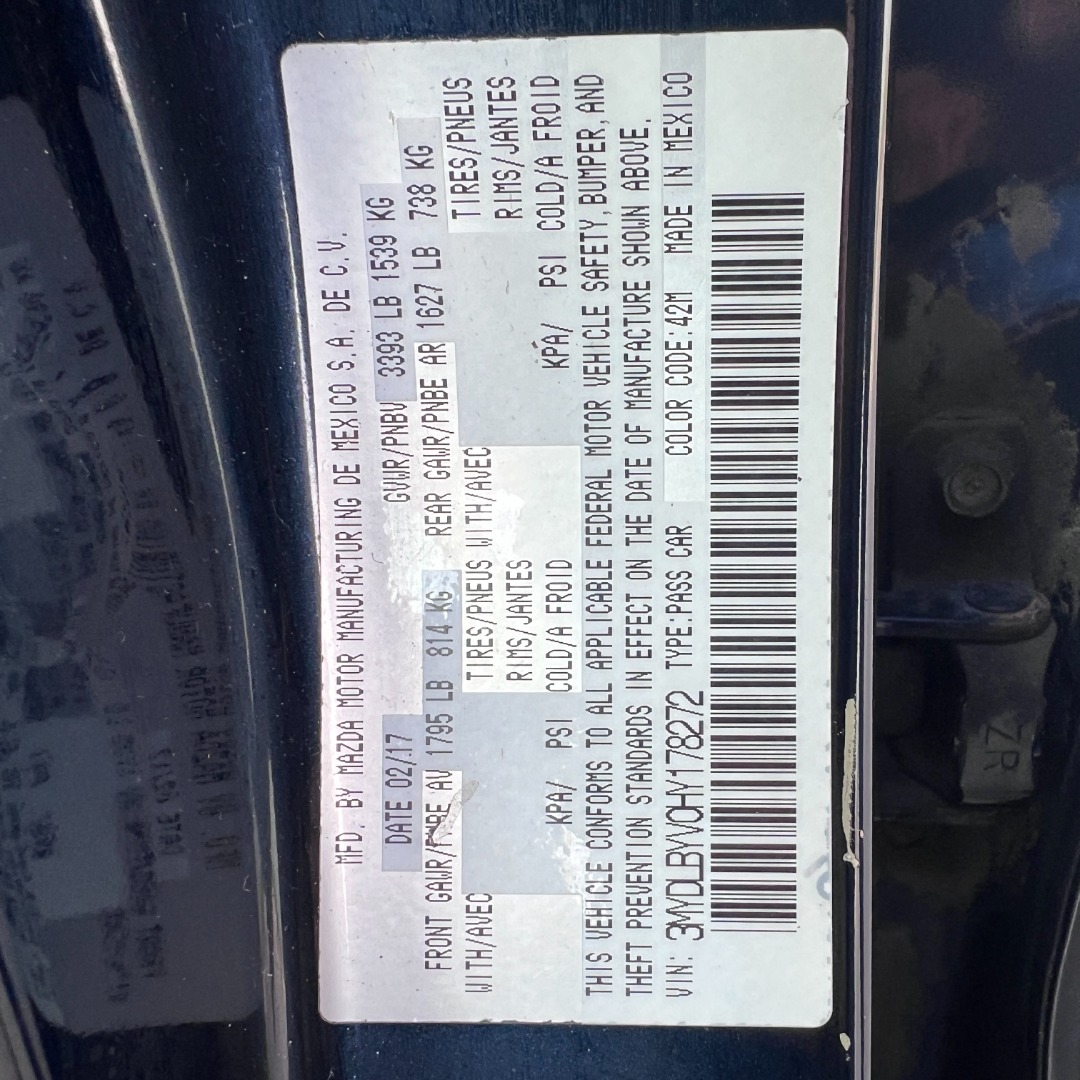 MFD. BY MAZDA MOTOR MANUFACTURING DE MEXICO S.A. DE C.V.
DATE 02/17 GVWR/PNBV 3393 LB 1539 KG
FRONT GAWR/PNBE AV 1795 LB 814 KG REAR GAWR/PNBE AR 1627 LB 738 KG
WITH/AVEC TIRES/PNEUS WITH/AVEC TIRES/PNEUS
RIMS/JANTES RIMS/JANTES
KPA/ PSI COLD/A FROID KPA/ PSI COLD/A FROID
THIS VEHICLE CONFORMS TO ALL APPLICABLE FEDERAL MOTOR VEHICLE SAFETY,BUMPER,AND
THEFT PREVENTION STANDARDS IN EFFECT ON THE DATE OF MANUFACTURE SHOWN ABOVE.
VIN: 3MYDLBYV0HY178272 TYPE:PASS CAR COLOR CODE:42M MADE IN MEXICO
ZR